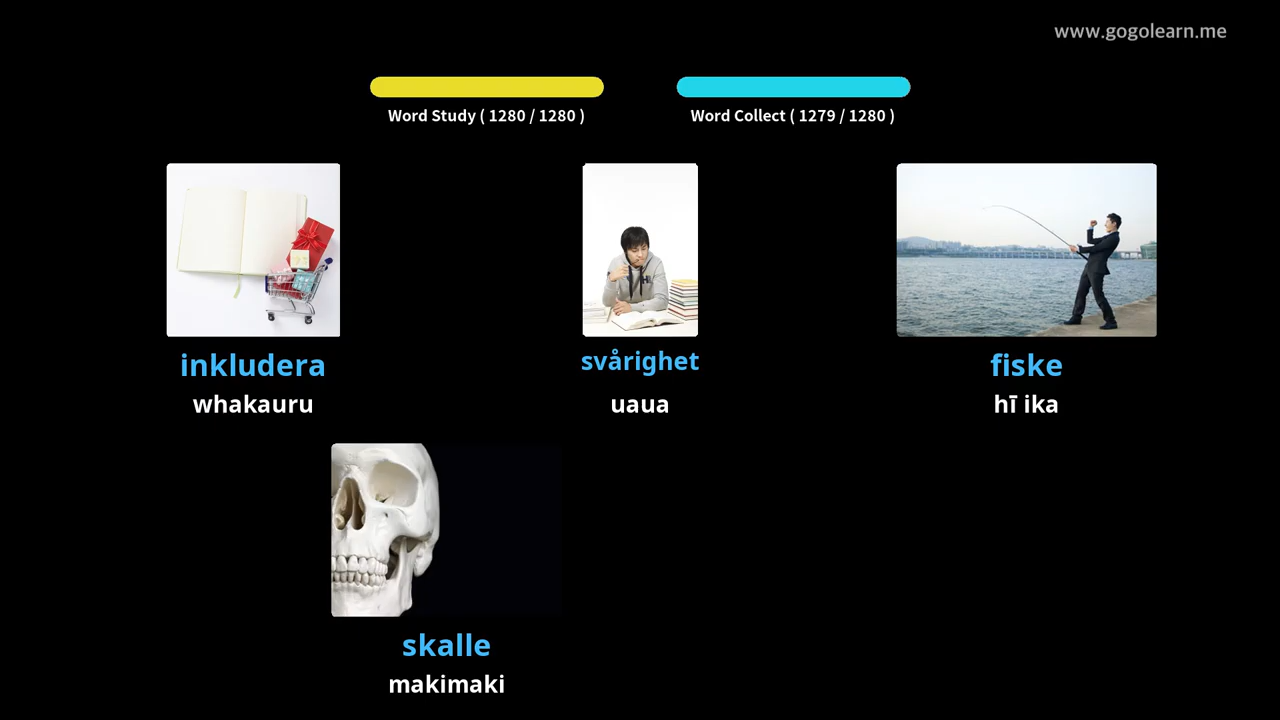 www.gogolearn.me
Word Study ( 1280 / 1280 )
Word Collect ( 1279 / 1280 )
inkludera
svårighet
fiske
whakauru
uaua
hī ika
skalle
makimaki